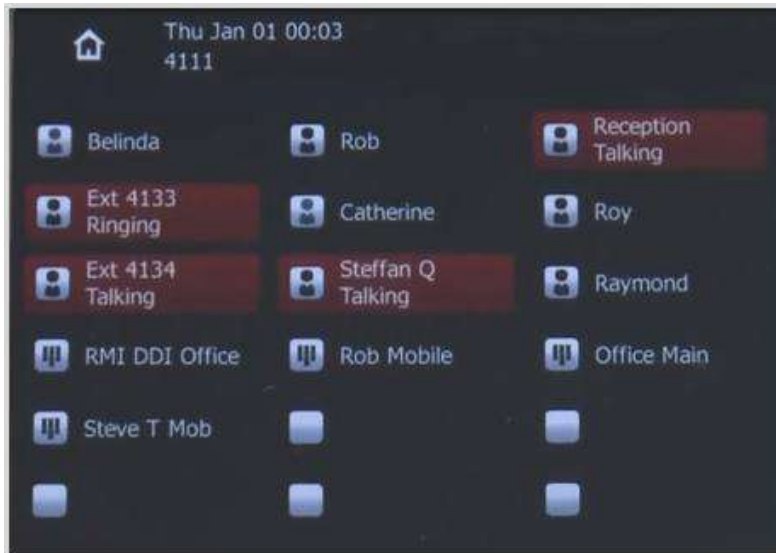 Thu Jan 01 00:03
4111
Belinda
Rob
Reception
Talking
Ext 4133
Ringing
Catherine
Roy
Ext 4134
Talking
Steffan Q
Talking
Raymond
RMI DDI Office
Rob Mobile
Office Main
Steve T Mob